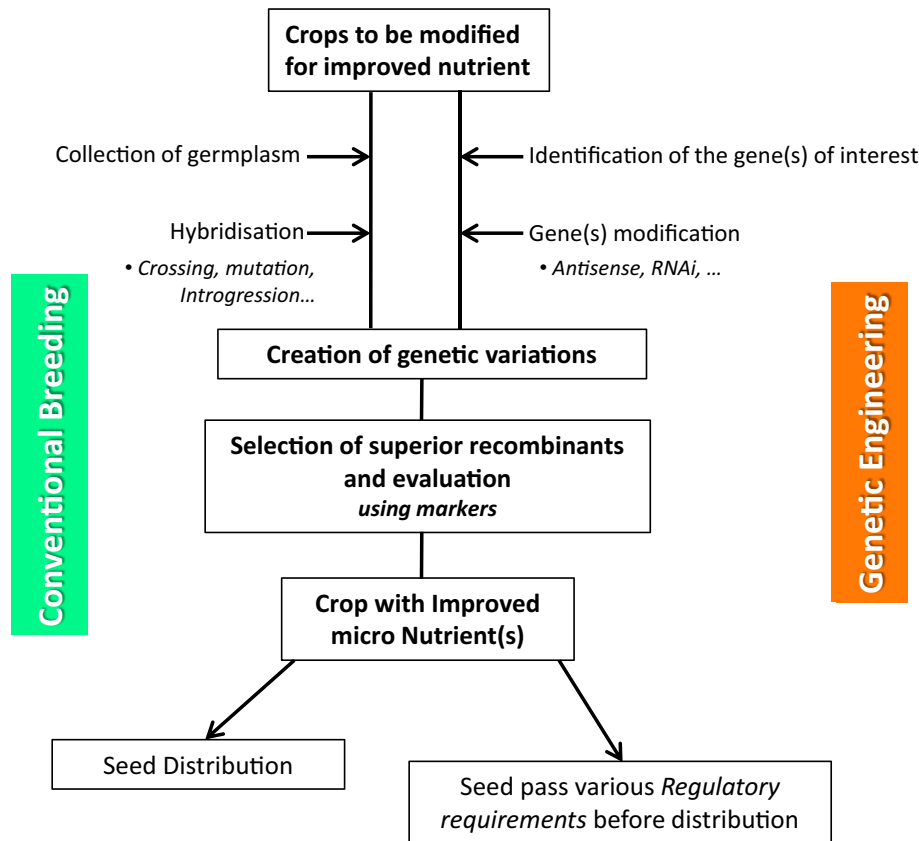 Crops to be modified
for improved nutrient
Collection of germplasm
Identification of the gene(s) of interest
Hybridisation
• Crossing, mutation,
Introgression...
Gene(s) modification
• Antisense, RNAi, ...
Conventional Breeding
Genetic Engineering
Creation of genetic variations
Selection of superior recombinants
and evaluation
using markers
Crop with Improved
micro Nutrient(s)
Seed Distribution
Seed pass various Regulatory
requirements before distribution